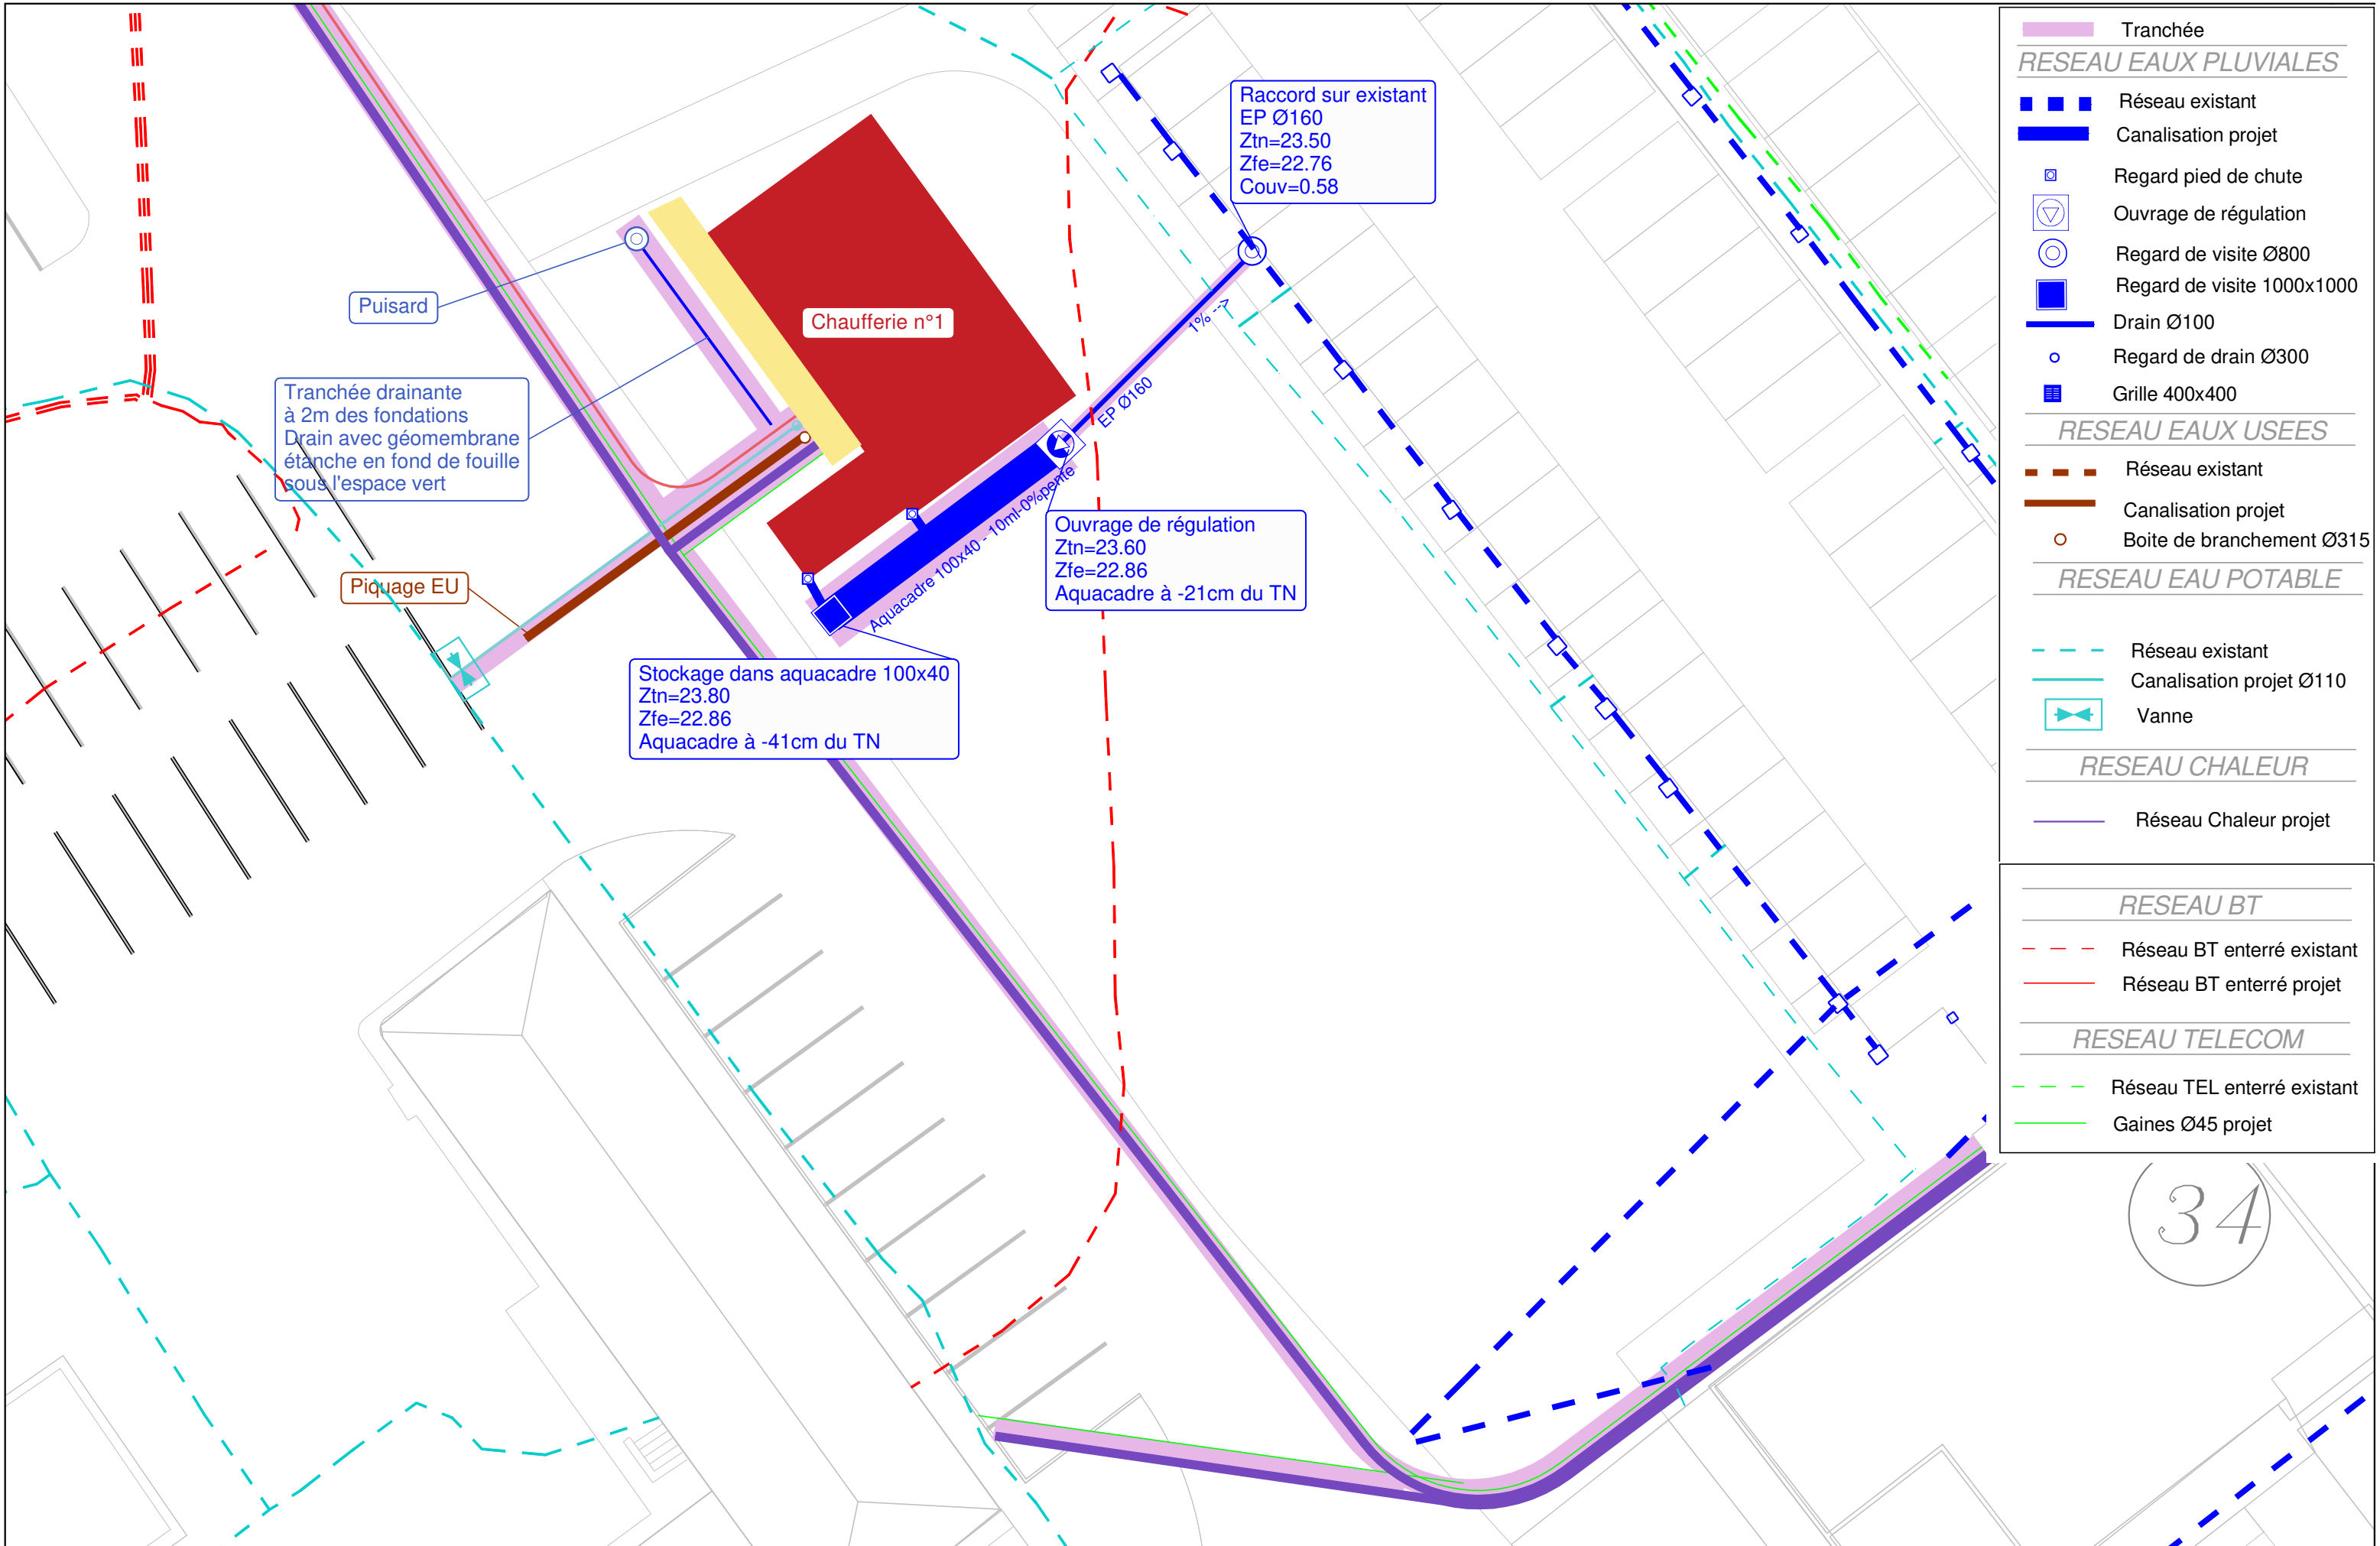 Raccord sur existant
EP Ø160
Ztn=23.50
Zfe=22.76
Couv=0.58
Puisard
Chaufferie n°1
1% ->
EP Ø160
Tranchée drainante
à 2m des fondations
Drain avec géomembrane
étanche en fond de fouille
sous l'espace vert
Aquacadre 100x40 - 10ml-0%pente
Ouvrage de régulation
Ztn=23.60
Zfe=22.86
Aquacadre à -21cm du TN
Piquage EU
Stockage dans aquacadre 100x40
Ztn=23.80
Zfe=22.86
Aquacadre à -41cm du TN
Tranchée
RESEAU EAUX PLUVIALES
Réseau existant
Canalisation projet
Regard pied de chute
Ouvrage de régulation
Regard de visite Ø800
Regard de visite 1000x1000
Drain Ø100
Regard de drain Ø300
Grille 400x400
RESEAU EAUX USEES
Réseau existant
Canalisation projet
Boite de branchement Ø315
RESEAU EAU POTABLE
Réseau existant
Canalisation projet Ø110
Vanne
RESEAU CHALEUR
Réseau Chaleur projet
RESEAU BT
Réseau BT enterré existant
Réseau BT enterré projet
RESEAU TELECOM
Réseau TEL enterré existant
Gaines Ø45 projet
34